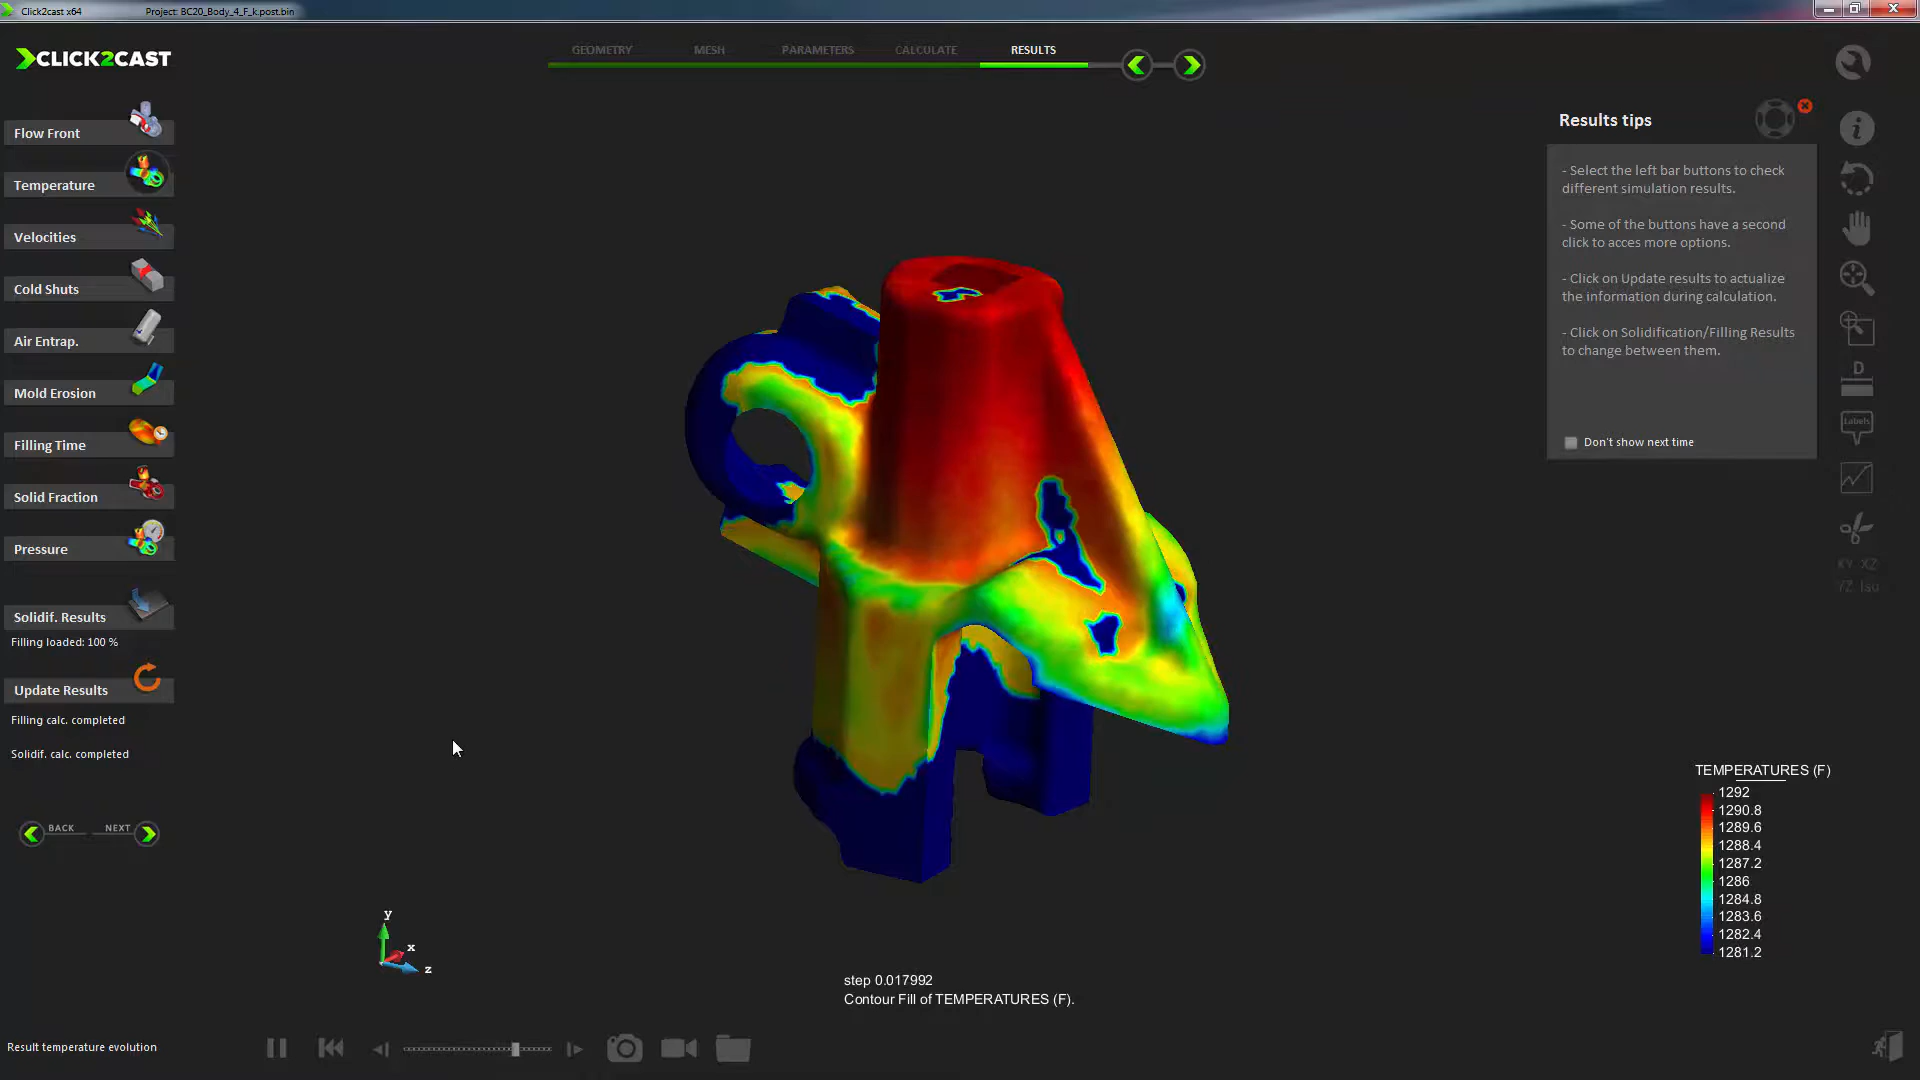 Click2cast x64 Project: BC20_Body_4_F_k.post.bin
CLICK2CAST
GEOMETRY MESH PARAMETERS CALCULATE RESULTS
Flow Front
Temperature
Velocities
Cold Shuts
Air Entrap.
Mold Erosion
Filling Time
Solid Fraction
Pressure
Solidif. Results
Filling loaded: 100 %
Update Results
Filling calc. completed
Solidif. calc. completed
BACK NEXT
Results tips
- Select the left bar buttons to check
different simulation results.
- Some of the buttons have a second
click to acces more options.
- Click on Update results to actualize
the information during calculation.
- Click on Solidification/Filling Results
to change between them.
Don't show next time
D
Labels
XY XZ
YZ Iso
TEMPERATURES (F)
1292
1290.8
1289.6
1288.4
1287.2
1286
1284.8
1283.6
1282.4
1281.2
y
x
z
step 0.017992
Contour Fill of TEMPERATURES (F).
Result temperature evolution